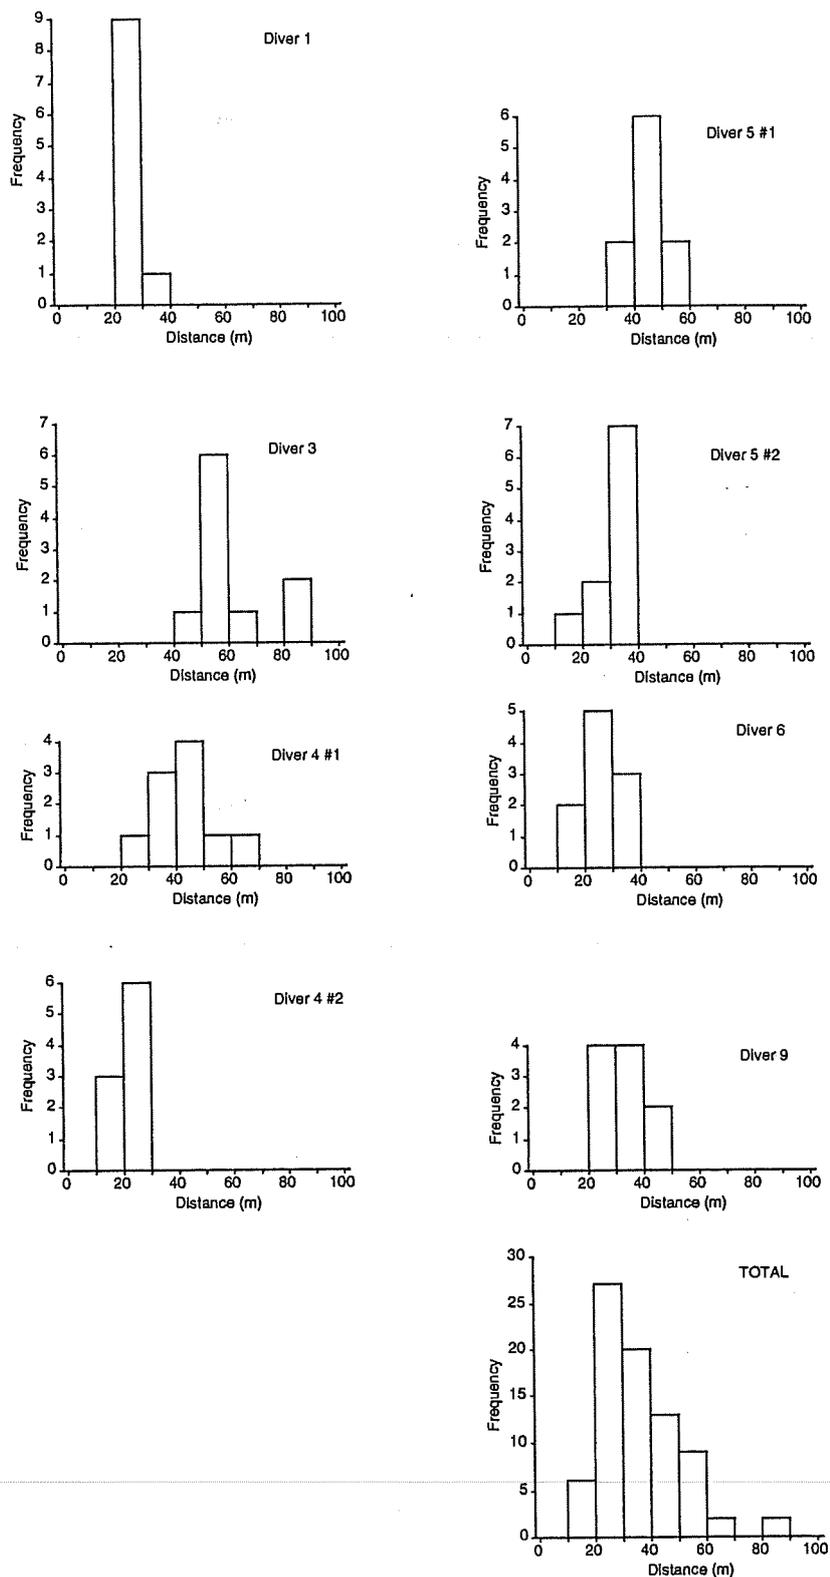 Diver 1
9
8
7
6
5
4
3
2
1
0
Frequency
0 20 40 60 80 100
Distance (m)
Diver 3
7
6
5
4
3
2
1
0
Frequency
0 20 40 60 80 100
Distance (m)
Diver 4 #1
4
3
2
1
0
Frequency
0 20 40 60 80 100
Distance (m)
Diver 4 #2
6
5
4
3
2
1
0
Frequency
0 20 40 60 80 100
Distance (m)
Diver 5 #1
6
5
4
3
2
1
0
Frequency
0 20 40 60 80 100
Distance (m)
Diver 5 #2
7
6
5
4
3
2
1
0
Frequency
0 20 40 60 80 100
Distance (m)
Diver 6
5
4
3
2
1
0
Frequency
0 20 40 60 80 100
Distance (m)
Diver 9
4
3
2
1
0
Frequency
0 20 40 60 80 100
Distance (m)
TOTAL
30
25
20
15
10
5
0
Frequency
0 20 40 60 80 100
Distance (m)